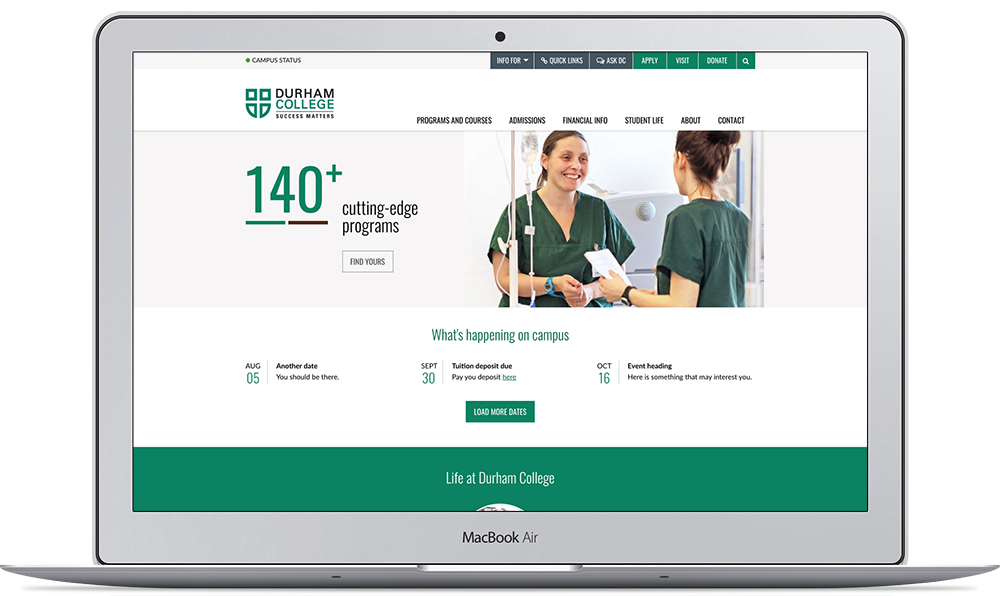 CAMPUS STATUS
INFO FOR
QUICK LINKS
ASK DC
APPLY
VISIT
DONATE
DURHAM
COLLEGE
SUCCESS MATTERS
PROGRAMS AND COURSES
ADMISSIONS
FINANCIAL INFO
STUDENT LIFE
ABOUT
CONTACT
140+
cutting-edge
programs
FIND YOURS
What's happening on campus
AUG
05
Another date
You should be there.
SEPT
30
Tuition deposit due
Pay you deposit here
OCT
16
Event heading
Here is something that may interest you.
LOAD MORE DATES
Life at Durham College
MacBook Air